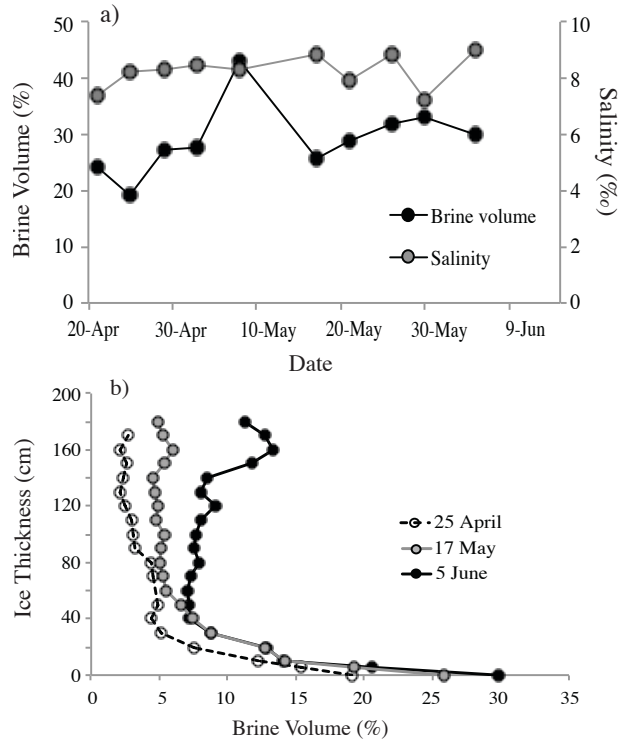 a)
50
40
30
20
10
0
Brine Volume (%)
10
8
6
4
2
0
Salinity (‰)
Brine volume
Salinity
20-Apr 30-Apr 10-May 20-May 30-May 9-Jun
Date
b)
200
160
120
80
40
0
Ice Thickness (cm)
25 April
17 May
5 June
0 5 10 15 20 25 30 35
Brine Volume (%)